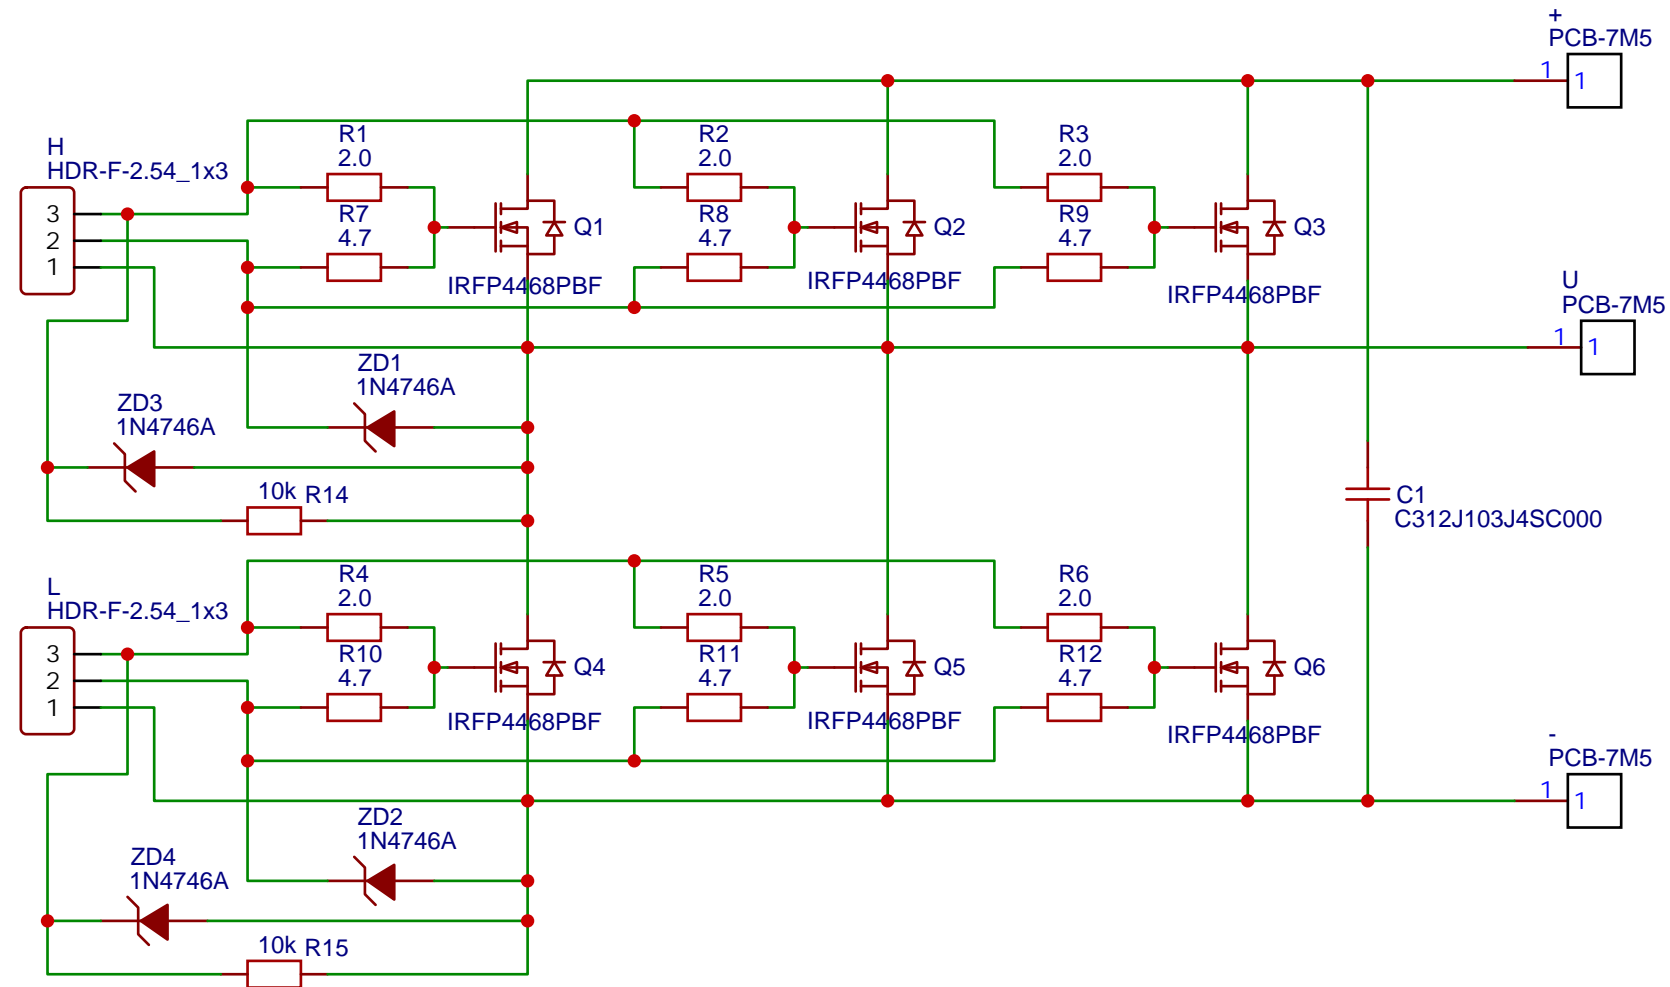 +
PCB-7M5
1
1
H
HDR-F-2.54_1x3
3
2
1
R1
2.0
R7
4.7
Q1
IRFP4468PBF
R2
2.0
R8
4.7
Q2
IRFP4468PBF
R3
2.0
R9
4.7
Q3
IRFP4468PBF
U
PCB-7M5
1
1
ZD1
1N4746A
ZD3
1N4746A
10k R14
C1
C312J103J4SC000
L
HDR-F-2.54_1x3
3
2
1
R4
2.0
R10
4.7
Q4
IRFP4468PBF
R5
2.0
R11
4.7
Q5
IRFP4468PBF
R6
2.0
R12
4.7
Q6
IRFP4468PBF
-
PCB-7M5
1
1
ZD2
1N4746A
ZD4
1N4746A
10k R15